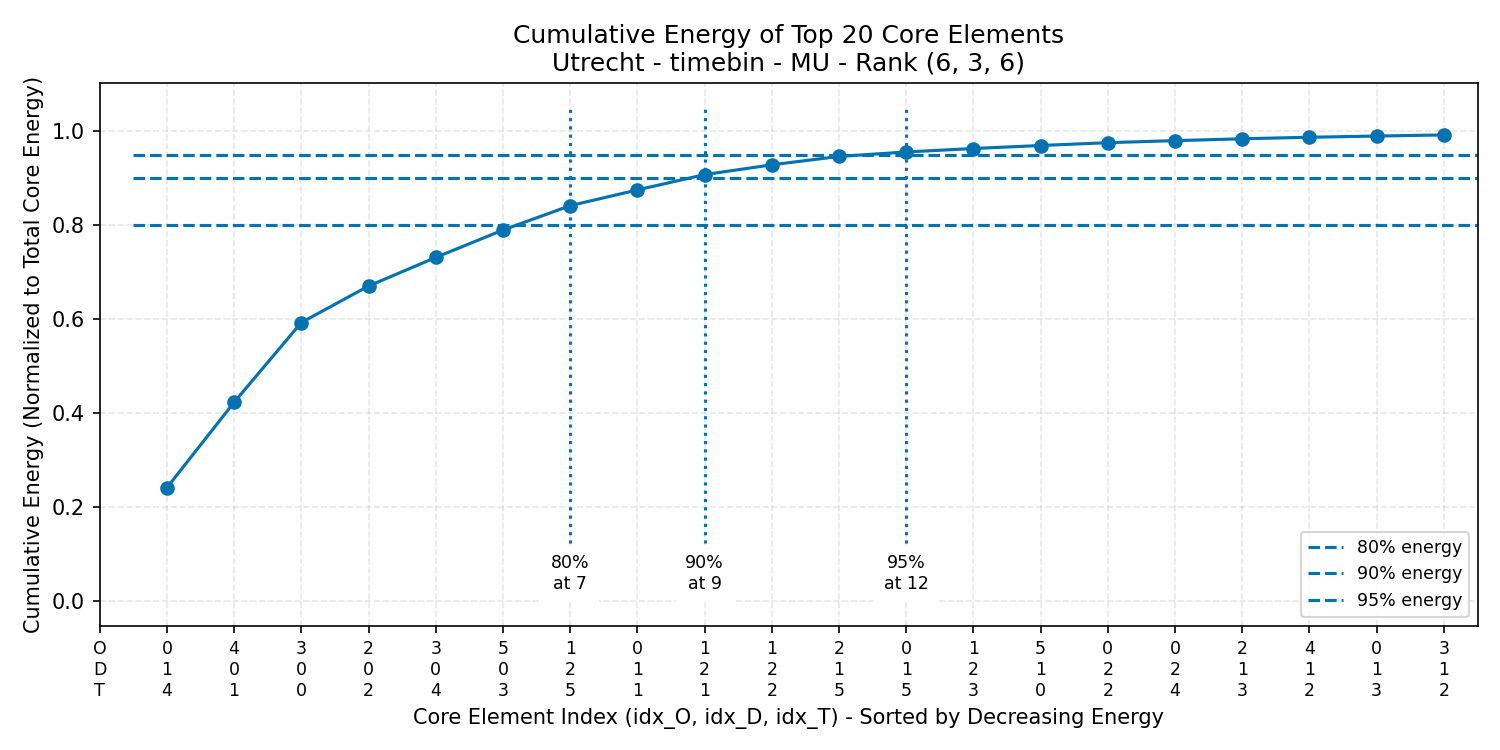 Cumulative Energy of Top 20 Core Elements
Utrecht - timebin - MU - Rank (6, 3, 6)
Cumulative Energy (Normalized to Total Core Energy)
1.0
0.8
0.6
0.4
0.2
0.0
80%
at 7
90%
at 9
95%
at 12
80% energy
90% energy
95% energy
O 0 4 3 2 3 5 1 0 1 1 2 0 1 5 0 0 2 4 0 3
D 1 0 0 0 0 0 2 1 2 2 1 1 2 1 2 2 1 1 1 1
T 4 1 0 2 4 3 5 1 1 2 5 5 3 0 2 4 3 2 3 2
Core Element Index (idx_O, idx_D, idx_T) - Sorted by Decreasing Energy